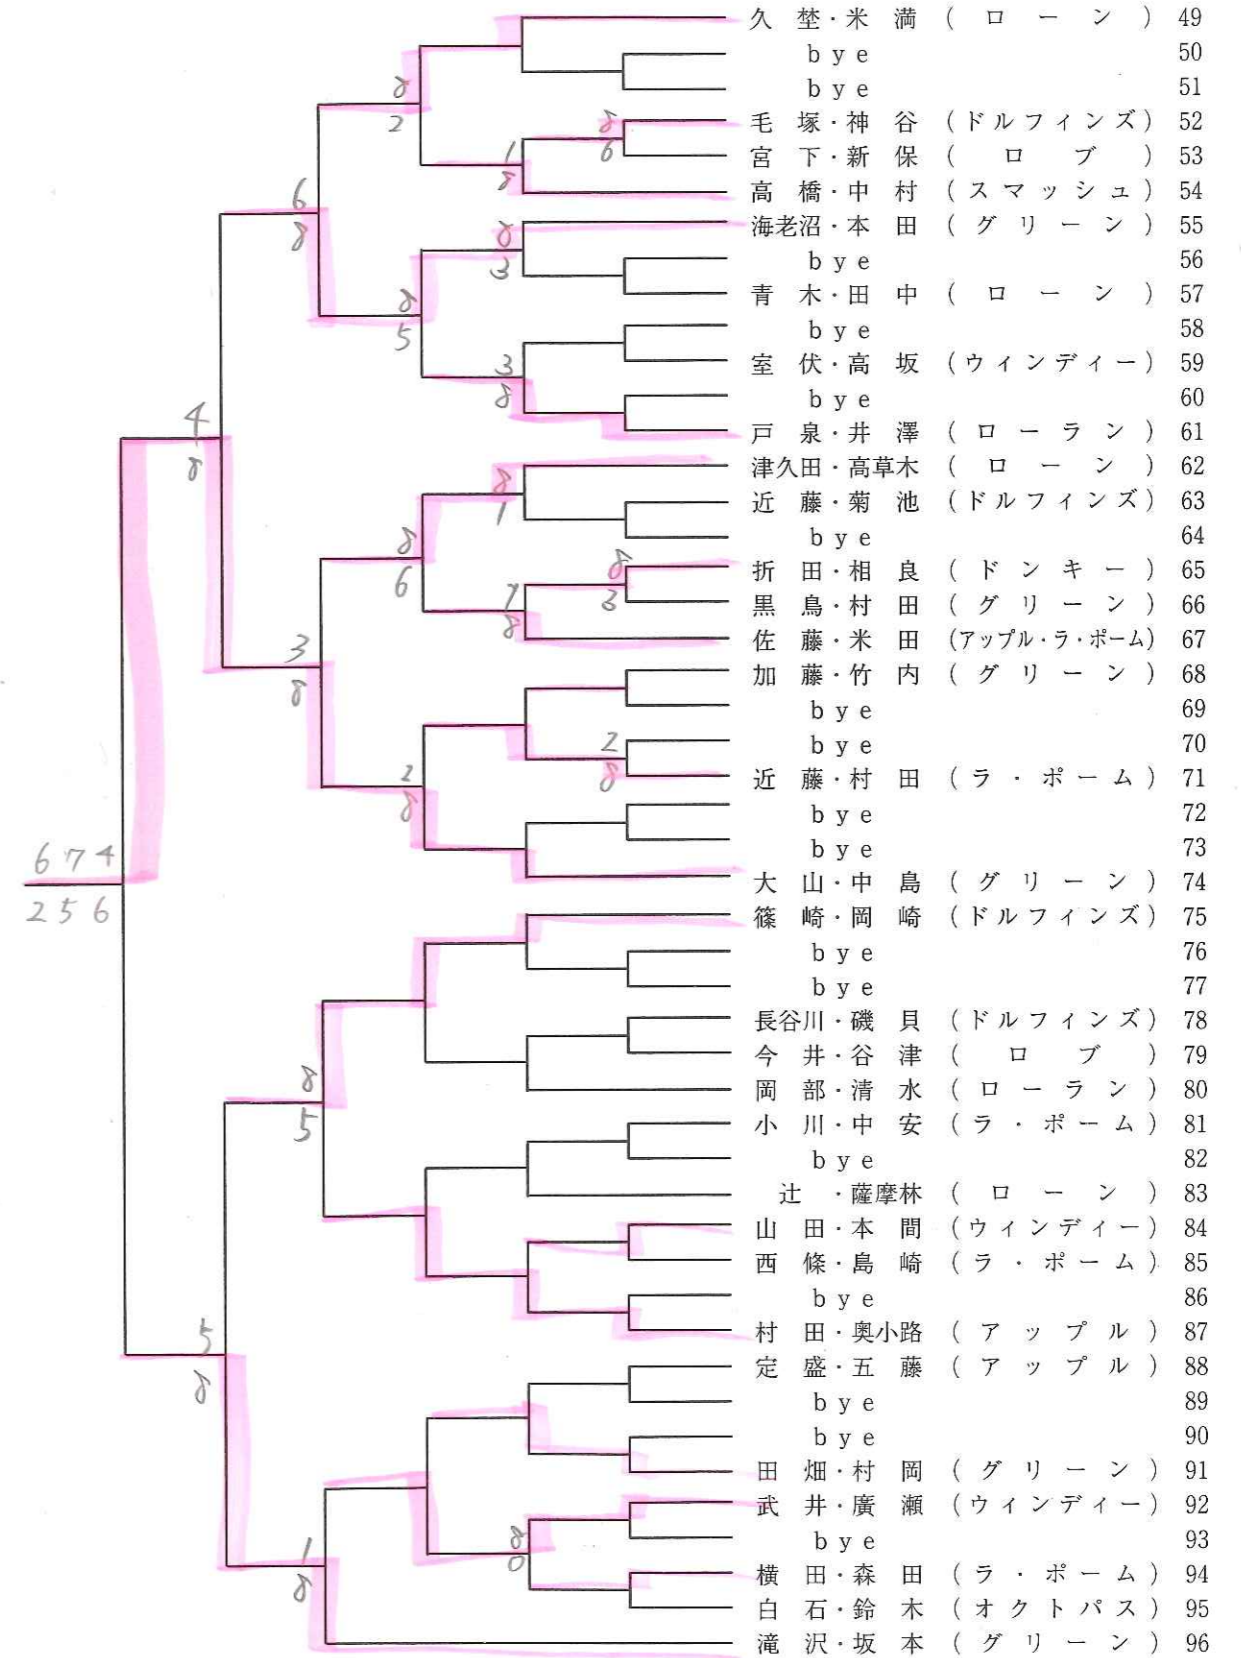 久 埜・米 満 ( ロ ー ン ) 49
bye 50
8
bye 51
2
8
毛 塚・神 谷 (ドルフィンズ) 52
6
宮 下・新 保 ( ロ ブ ) 53
1
8
高 橋・中 村 (スマッシュ) 54
6
8
海老沼・本 田 (グリーン) 55
8
3
bye 56
青 木・田 中 ( ロ ー ン ) 57
8
5
bye 58
室 伏・高 坂 (ウィンディー) 59
3
8
bye 60
戸 泉・井 澤 (ローラン) 61
4
8
津久田・高草木 ( ロ ー ン ) 62
8
1
近 藤・菊 池 (ドルフィンズ) 63
bye 64
8
6
8
折 田・相 良 (ドンキー) 65
3
黒 鳥・村 田 (グリーン) 66
7
8
佐 藤・米 田 (アップル・ラ・ポーム) 67
3
8
加 藤・竹 内 (グリーン) 68
bye 69
2
bye 70
8
近 藤・村 田 (ラ・ポーム) 71
2
8
bye 72
bye 73
6 7 4
2 5 6
大 山・中 島 (グリーン) 74
篠 崎・岡 崎 (ドルフィンズ) 75
bye 76
bye 77
長谷川・磯 貝 (ドルフィンズ) 78
今 井・谷 津 ( ロ ブ ) 79
8
5
岡 部・清 水 (ローラン) 80
小 川・中 安 (ラ・ポーム) 81
bye 82
辻 ・薩摩林 ( ロ ー ン ) 83
山 田・本 間 (ウィンディー) 84
西 條・島 崎 (ラ・ポーム) 85
bye 86
村 田・奥小路 (アップル) 87
5
8
定 盛・五 藤 (アップル) 88
bye 89
bye 90
田 畑・村 岡 (グリーン) 91
武 井・廣 瀬 (ウィンディー) 92
8
0
bye 93
1
8
横 田・森 田 (ラ・ポーム) 94
白 石・鈴 木 (オクトパス) 95
滝 沢・坂 本 (グリーン) 96